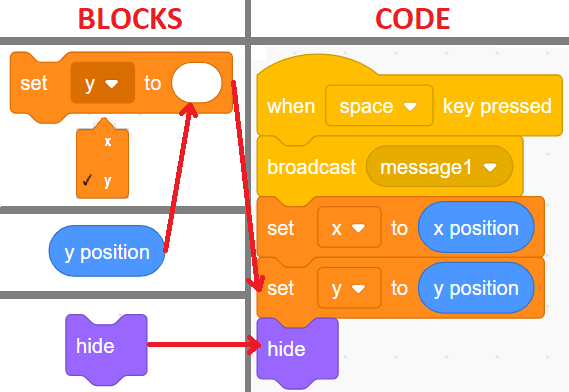 BLOCKS
CODE
set y to
x
✓ y
y position
hide
when space key pressed
broadcast message1
set x to x position
set y to y position
hide